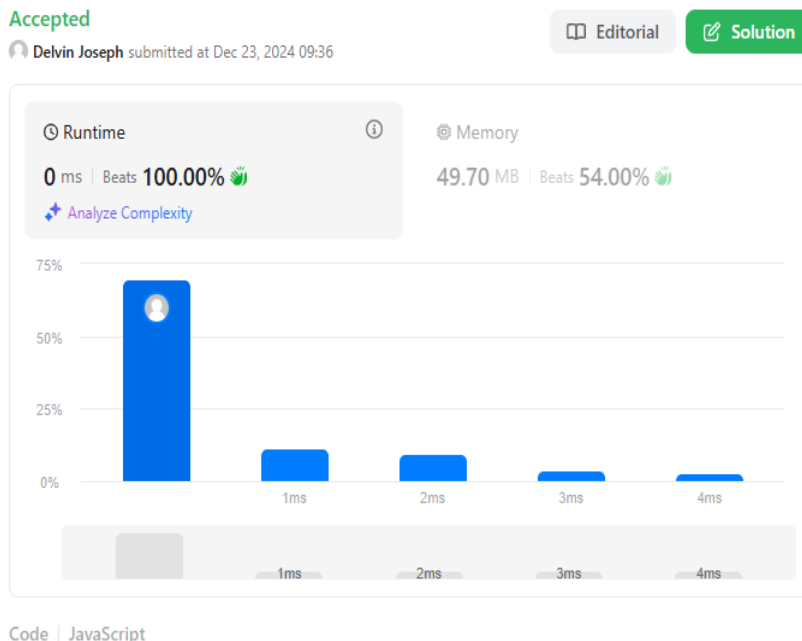 Accepted
Editorial
Solution
Delvin Joseph submitted at Dec 23, 2024 09:36
Runtime
Memory
0 ms | Beats 100.00%
49.70 MB | Beats 54.00%
Analyze Complexity
75%
50%
25%
0%
1ms 2ms 3ms 4ms
1ms 2ms 3ms 4ms
Code | JavaScript